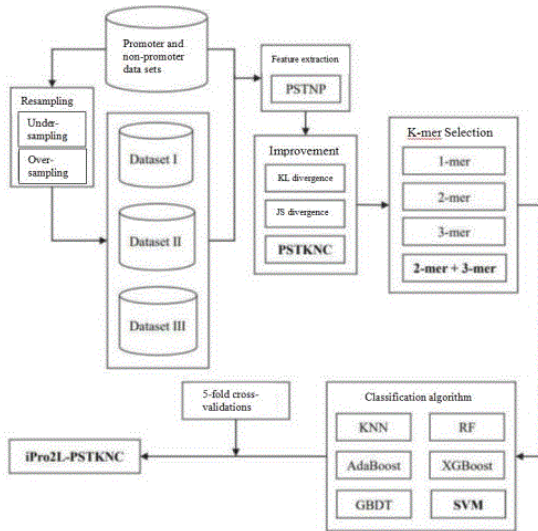 Promoter and
non-promoter
data sets
Resampling
Under-
sampling
Over-
sampling
Dataset I
Dataset II
Dataset III
Feature extraction
PSTNP
Improvement
KL divergence
JS divergence
PSTKNC
K-mer Selection
1-mer
2-mer
3-mer
2-mer + 3-mer
Classification algorithm
KNN
RF
AdaBoost
XGBoost
GBDT
SVM
5-fold cross-
validations
iPro2L-PSTKNC